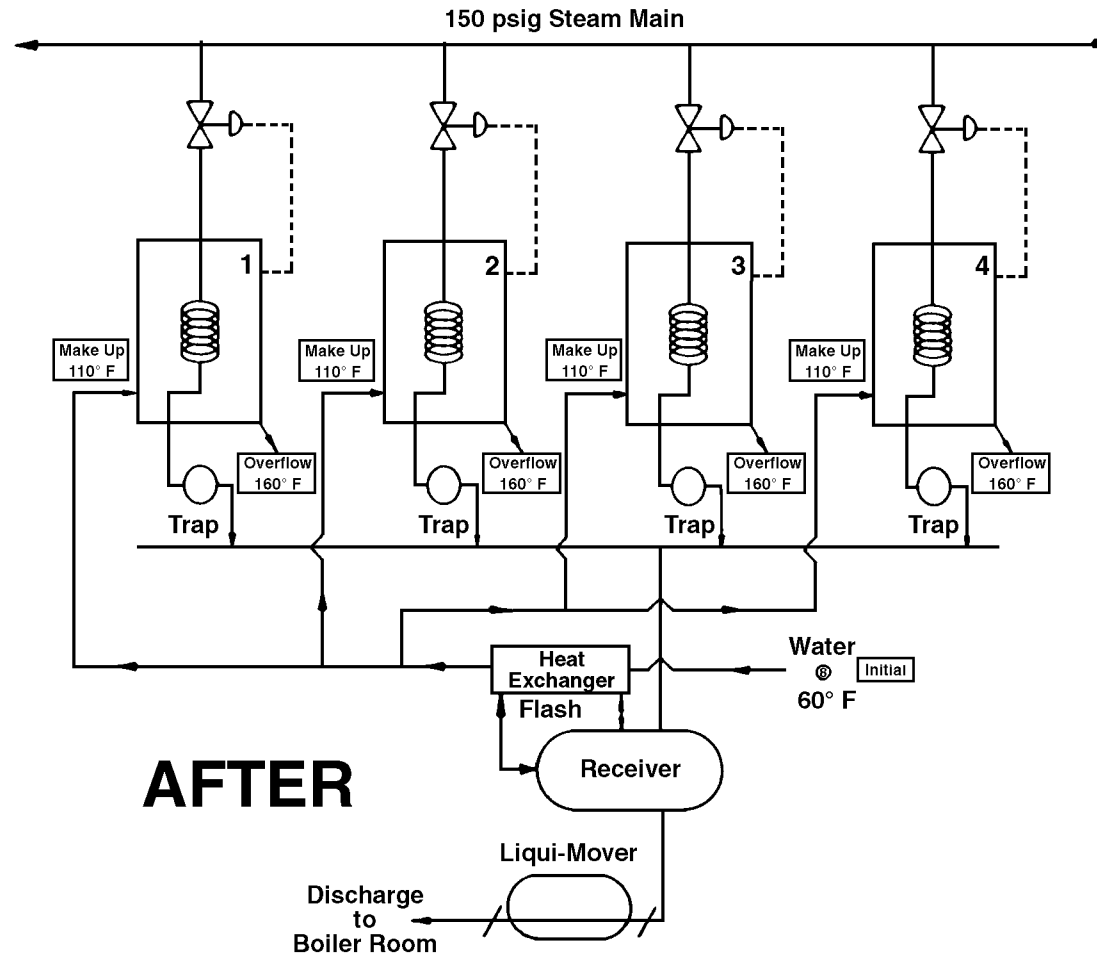 150 psig Steam Main
1
2
3
4
Make Up
110° F
Make Up
110° F
Make Up
110° F
Make Up
110° F
Overflow
160° F
Overflow
160° F
Overflow
160° F
Overflow
160° F
Trap
Trap
Trap
Trap
Heat
Exchanger
Flash
Water
8
Initial
60° F
AFTER
Receiver
Liqui-Mover
Discharge
to
Boiler Room